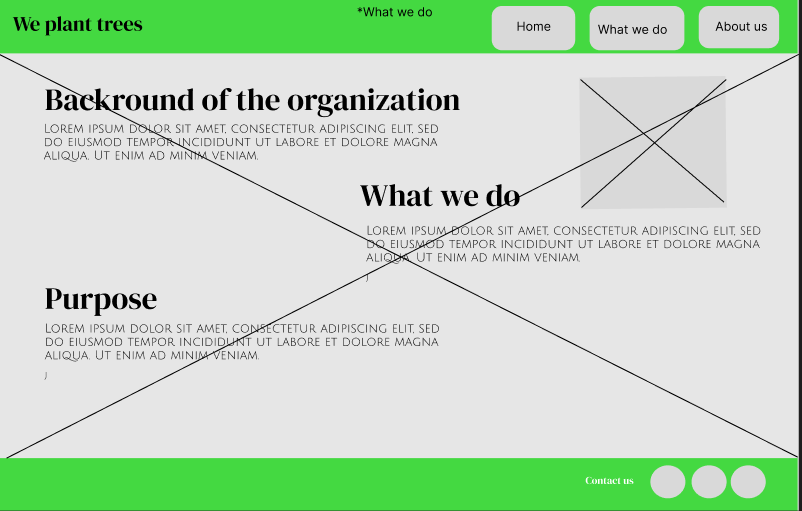 We plant trees
*What we do
Home
What we do
About us
Backround of the organization
Lorem ipsum dolor sit amet, consectetur adipiscing elit, sed
do eiusmod tempor incididunt ut labore et dolore magna
aliqua. Ut enim ad minim veniam.
What we do
Lorem ipsum dolor sit amet, consectetur adipiscing elit, sed
do eiusmod tempor incididunt ut labore et dolore magna
aliqua. Ut enim ad minim veniam.
)
Purpose
Lorem ipsum dolor sit amet, consectetur adipiscing elit, sed
do eiusmod tempor incididunt ut labore et dolore magna
aliqua. Ut enim ad minim veniam.
)
Contact us